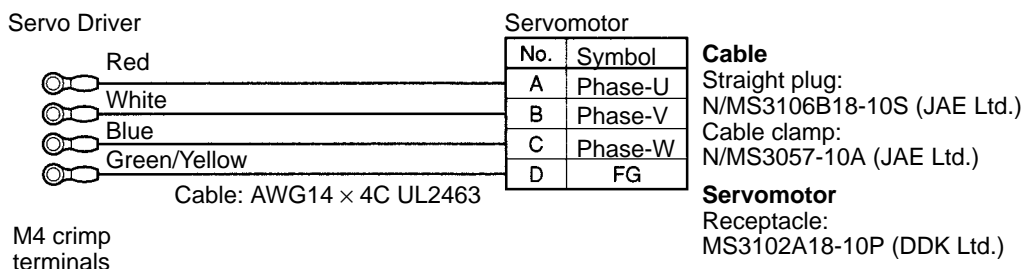 Servo Driver
Servomotor
No. Symbol
Red
A Phase-U
White
B Phase-V
Blue
C Phase-W
Green/Yellow
D FG
Cable: AWG14 × 4C UL2463
M4 crimp
terminals
Cable
Straight plug:
N/MS3106B18-10S (JAE Ltd.)
Cable clamp:
N/MS3057-10A (JAE Ltd.)
Servomotor
Receptacle:
MS3102A18-10P (DDK Ltd.)